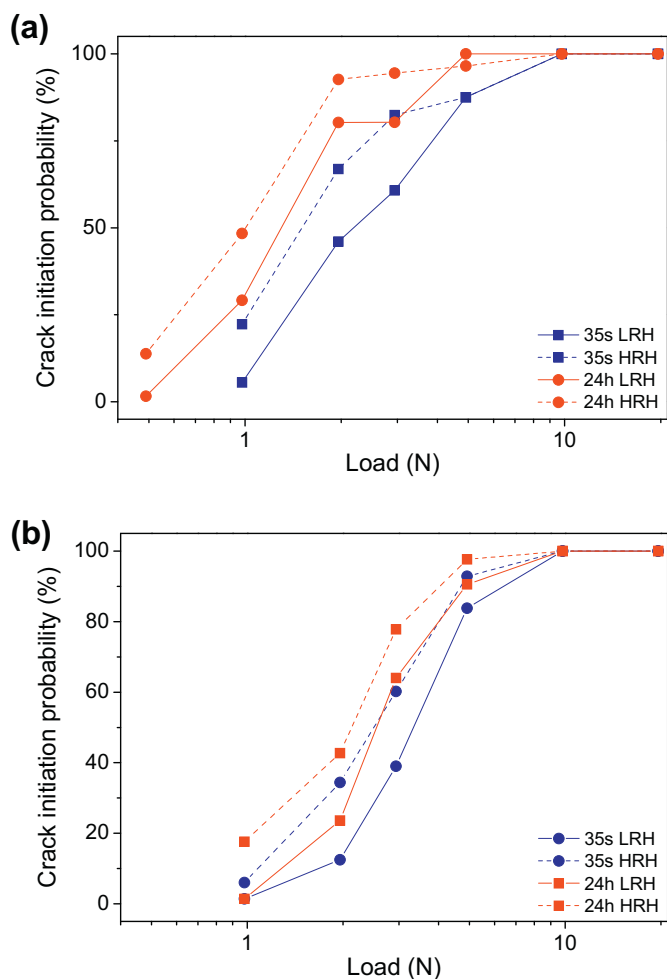 (a)
100
50
0
Crack initiation probability (%)
35s LRH
35s HRH
24h LRH
24h HRH
1
10
Load (N)
(b)
100
80
60
40
20
0
Crack initiation probability (%)
35s LRH
35s HRH
24h LRH
24h HRH
1
10
Load (N)